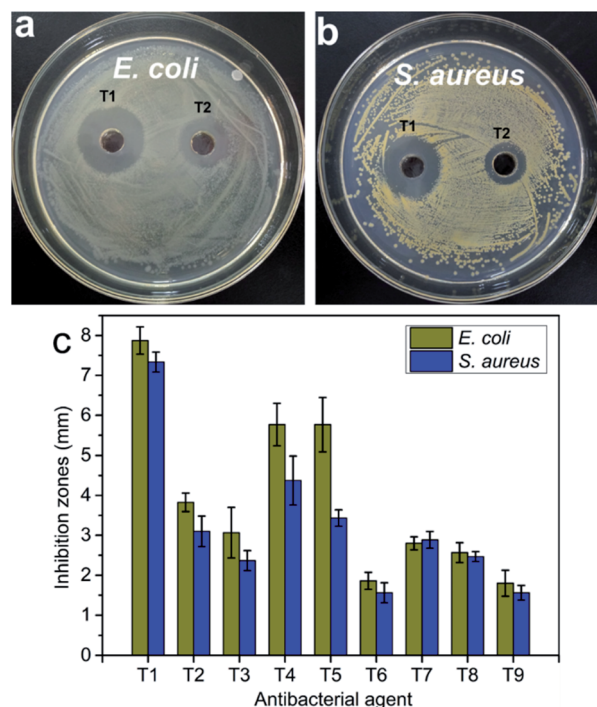 a
E. coli
T1
T2
b
S. aureus
T1
T2
C
E. coli
S. aureus
Inhibition zones (mm)
8
7
6
5
4
3
2
1
0
T1 T2 T3 T4 T5 T6 T7 T8 T9
Antibacterial agent